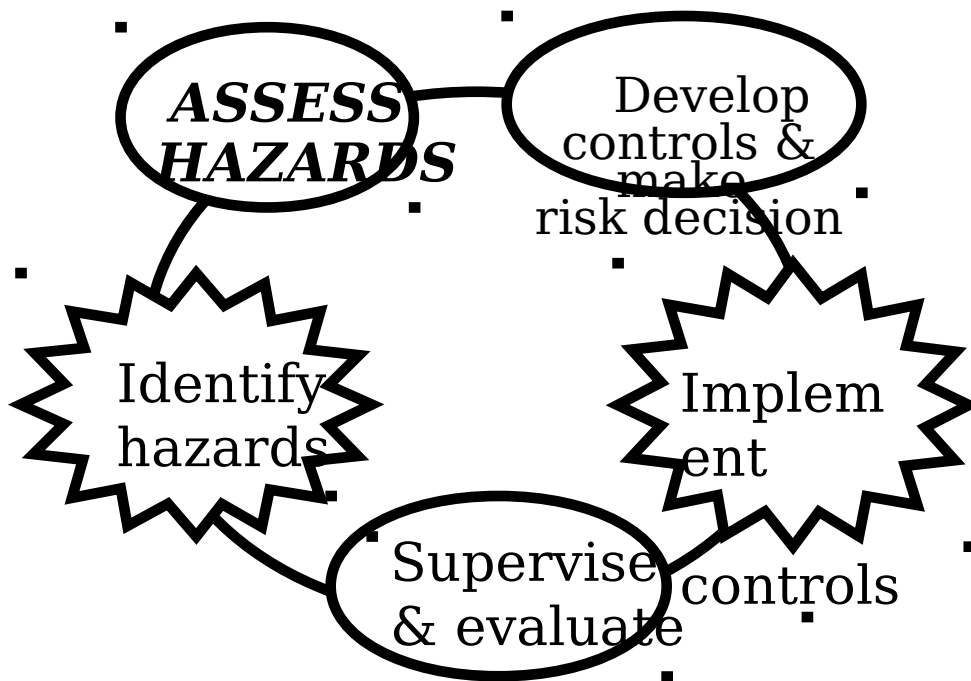 ASSESS
HAZARDS
Develop
controls &
make
risk decision
Identify
hazards
Implem
ent
controls
Supervise
& evaluate